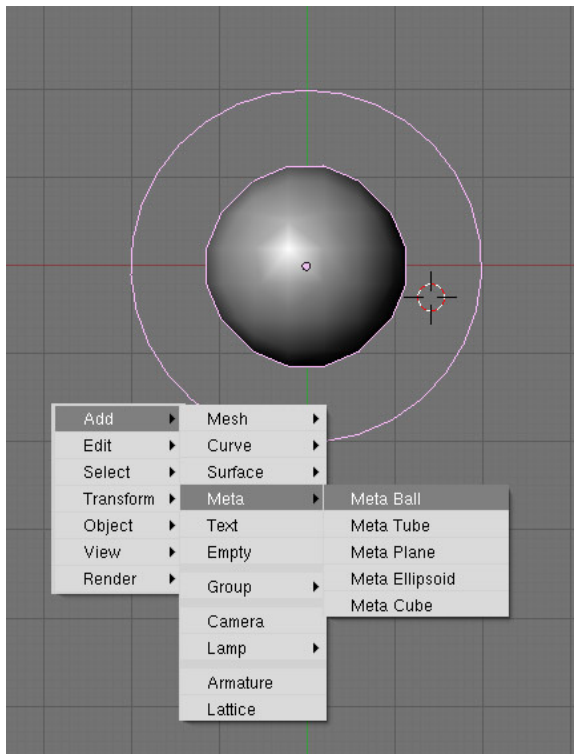 Add
Edit
Select
Transform
Object
View
Render
Mesh
Curve
Surface
Meta
Text
Empty
Group
Camera
Lamp
Armature
Lattice
Meta Ball
Meta Tube
Meta Plane
Meta Ellipsoid
Meta Cube